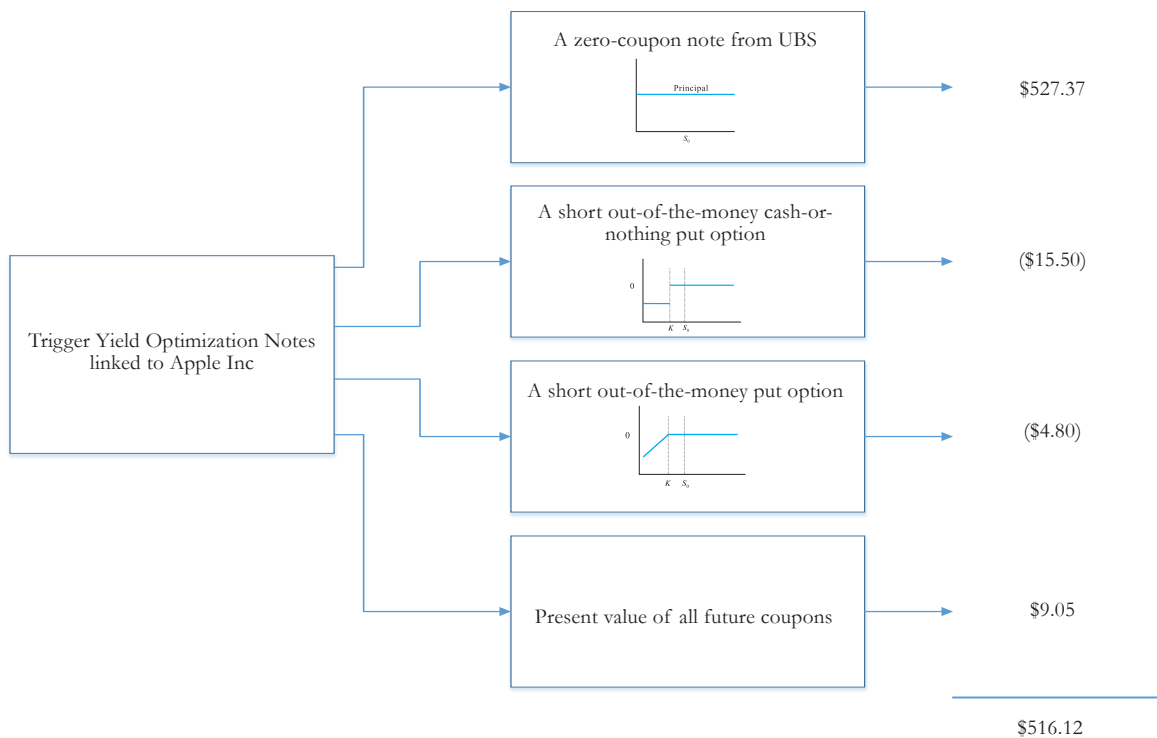 A zero-coupon note from UBS
Principal
S0
$527.37
A short out-of-the-money cash-or-
nothing put option
0
K S0
($15.50)
Trigger Yield Optimization Notes
linked to Apple Inc
A short out-of-the-money put option
0
K S0
($4.80)
Present value of all future coupons
$9.05
$516.12